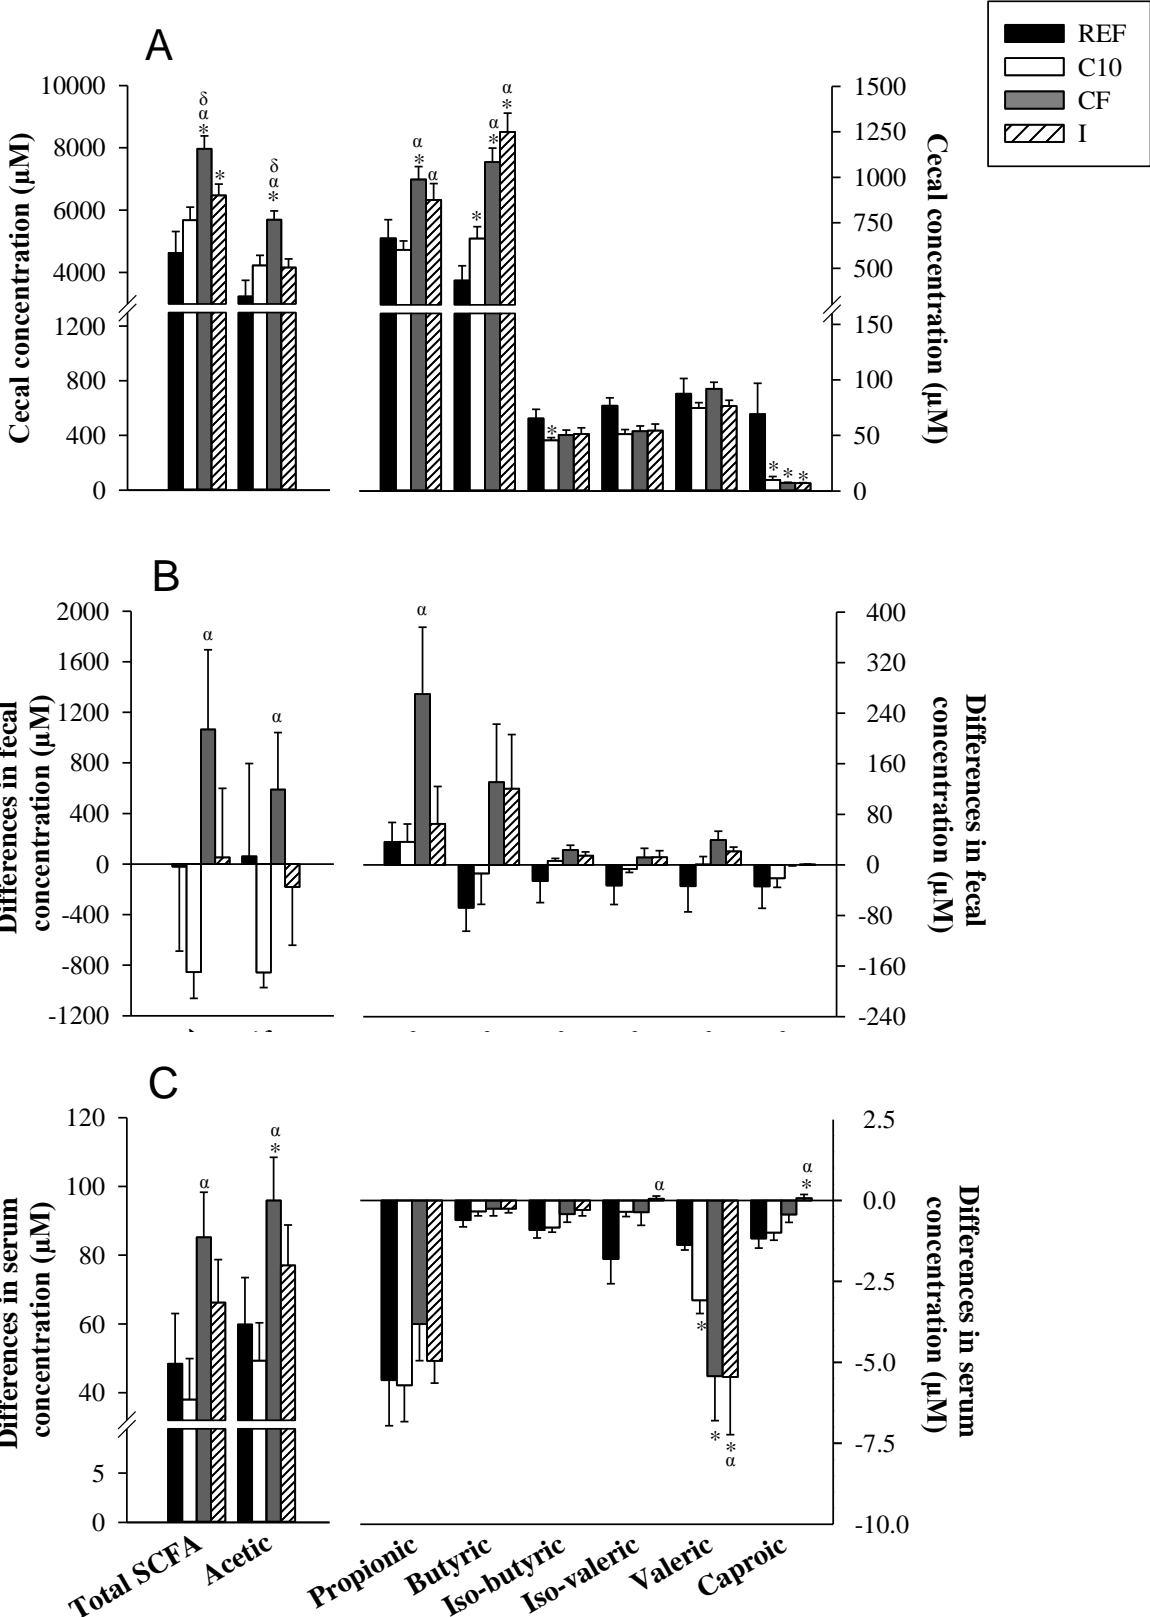 REF
C10
CF
I
A
10000
8000
6000
4000
1200
800
400
0
Cecal concentration (µM)
δ
α
*
*
δ
α
*
α
*
α
*
α
*
α
*
*
* * *
1500
1250
1000
750
500
150
100
50
0
Cecal concentration (µM)
B
2000
1600
1200
800
400
0
-400
-800
-1200
Differences in fecal
concentration (µM)
α
α
α
400
320
240
160
80
0
-80
-160
-240
Differences in fecal
concentration (µM)
C
120
100
80
60
40
5
0
Differences in serum
concentration (µM)
α
α
*
α
*
*
*
α
α
*
2.5
0.0
-2.5
-5.0
-7.5
-10.0
Differences in serum
concentration (µM)
Total SCFA
Acetic
Propionic
Butyric
Iso-butyric
Iso-valeric
Valeric
Caproic